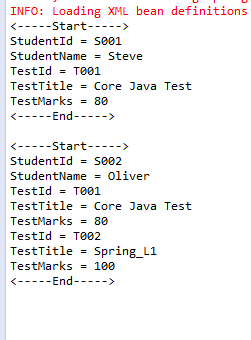 INFO: Loading XML bean definitions
<-----Start----->
StudentId = S001
StudentName = Steve
TestId = T001
TestTitle = Core Java Test
TestMarks = 80
<-----End----->
<-----Start----->
StudentId = S002
StudentName = Oliver
TestId = T001
TestTitle = Core Java Test
TestMarks = 80
TestId = T002
TestTitle = Spring_L1
TestMarks = 100
<-----End----->